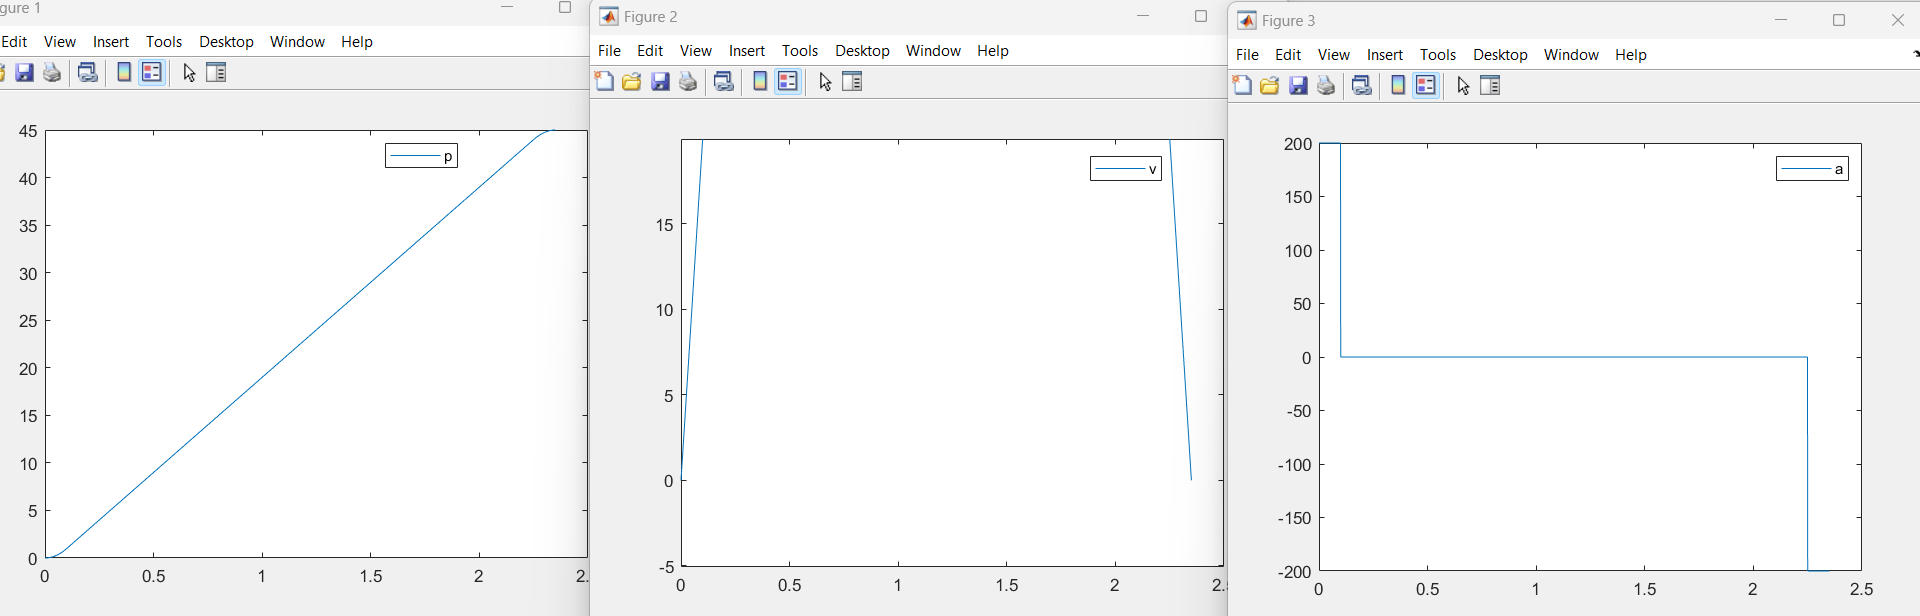 gure 1
Edit View Insert Tools Desktop Window Help
45
40
35
30
25
20
15
10
5
0
0 0.5 1 1.5 2 2.
p
Figure 2
File Edit View Insert Tools Desktop Window Help
15
10
5
0
-5
0 0.5 1 1.5 2 2.
v
Figure 3
File Edit View Insert Tools Desktop Window Help
200
150
100
50
0
-50
-100
-150
-200
0 0.5 1 1.5 2 2.5
a